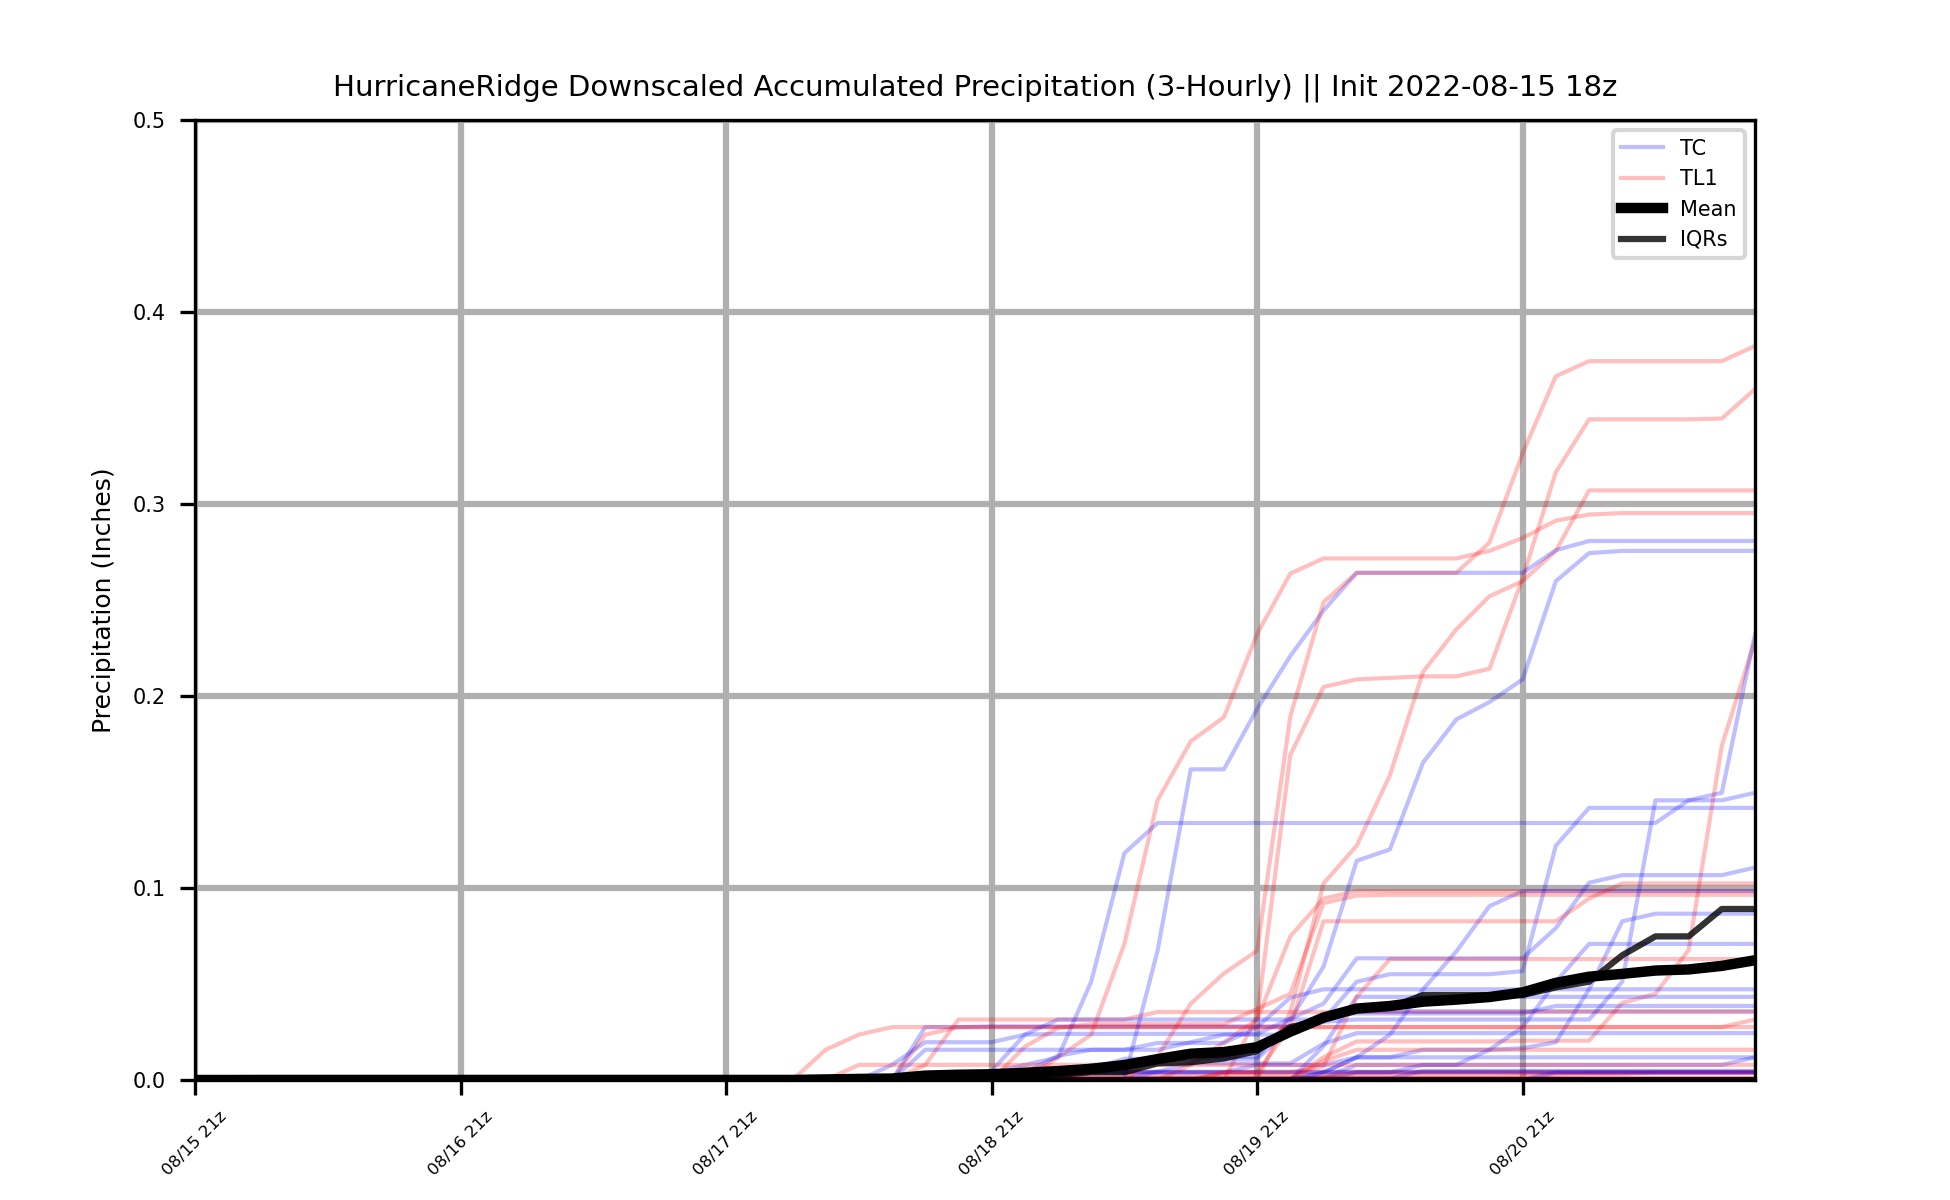 HurricaneRidge Downscaled Accumulated Precipitation (3-Hourly) || Init 2022-08-15 18z
0.5
TC
TL1
Mean
IQRs
0.4
0.3
Precipitation (Inches)
0.2
0.1
0.0
08/15 21z
08/16 21z
08/17 21z
08/18 21z
08/19 21z
08/20 21z